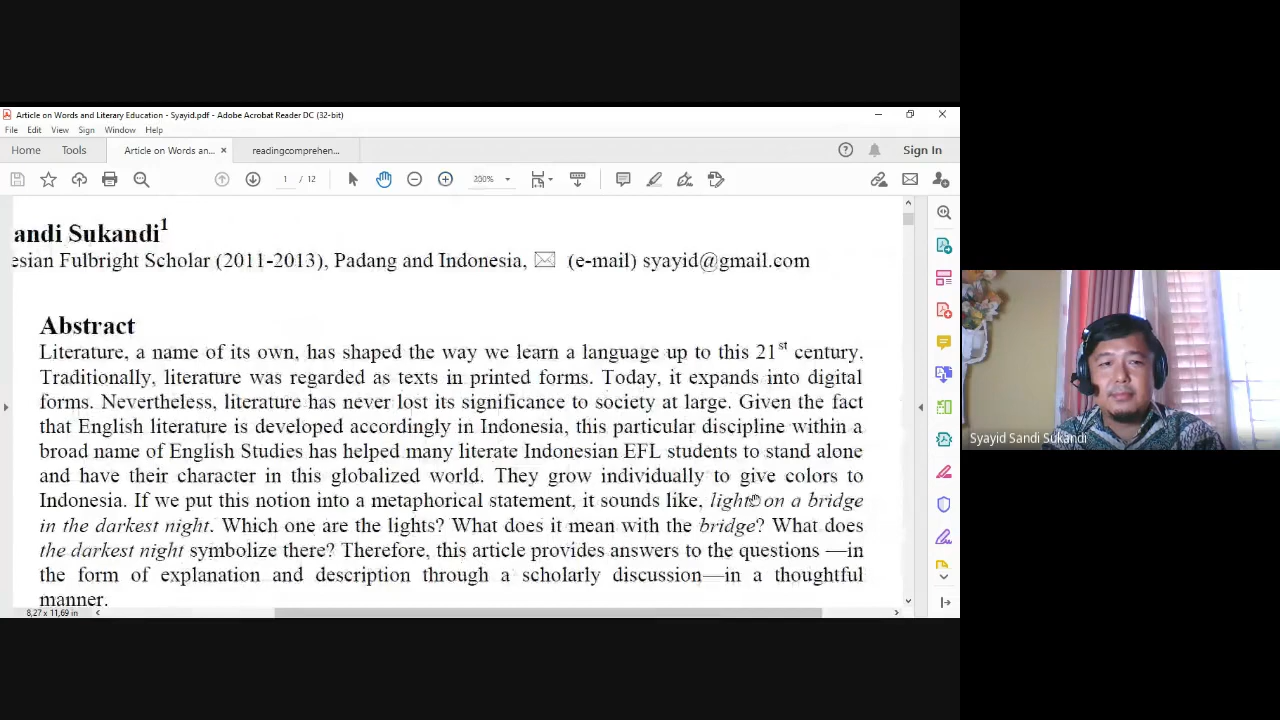 Article on Words and Literary Education - Syayid.pdf - Adobe Acrobat Reader DC (32-bit)
File Edit View Sign Window Help
Home Tools Article on Words an... × readingcomprehen... Sign In
1 / 12 200%
andi Sukandi1
esian Fulbright Scholar (2011-2013), Padang and Indonesia, (e-mail) syayid@gmail.com
Abstract
Literature, a name of its own, has shaped the way we learn a language up to this 21st century.
Traditionally, literature was regarded as texts in printed forms. Today, it expands into digital
forms. Nevertheless, literature has never lost its significance to society at large. Given the fact
that English literature is developed accordingly in Indonesia, this particular discipline within a
broad name of English Studies has helped many literate Indonesian EFL students to stand alone
and have their character in this globalized world. They grow individually to give colors to
Indonesia. If we put this notion into a metaphorical statement, it sounds like, lights on a bridge
in the darkest night. Which one are the lights? What does it mean with the bridge? What does
the darkest night symbolize there? Therefore, this article provides answers to the questions —in
the form of explanation and description through a scholarly discussion—in a thoughtful
manner.
8,27 x 11,69 in
Syayid Sandi Sukandi